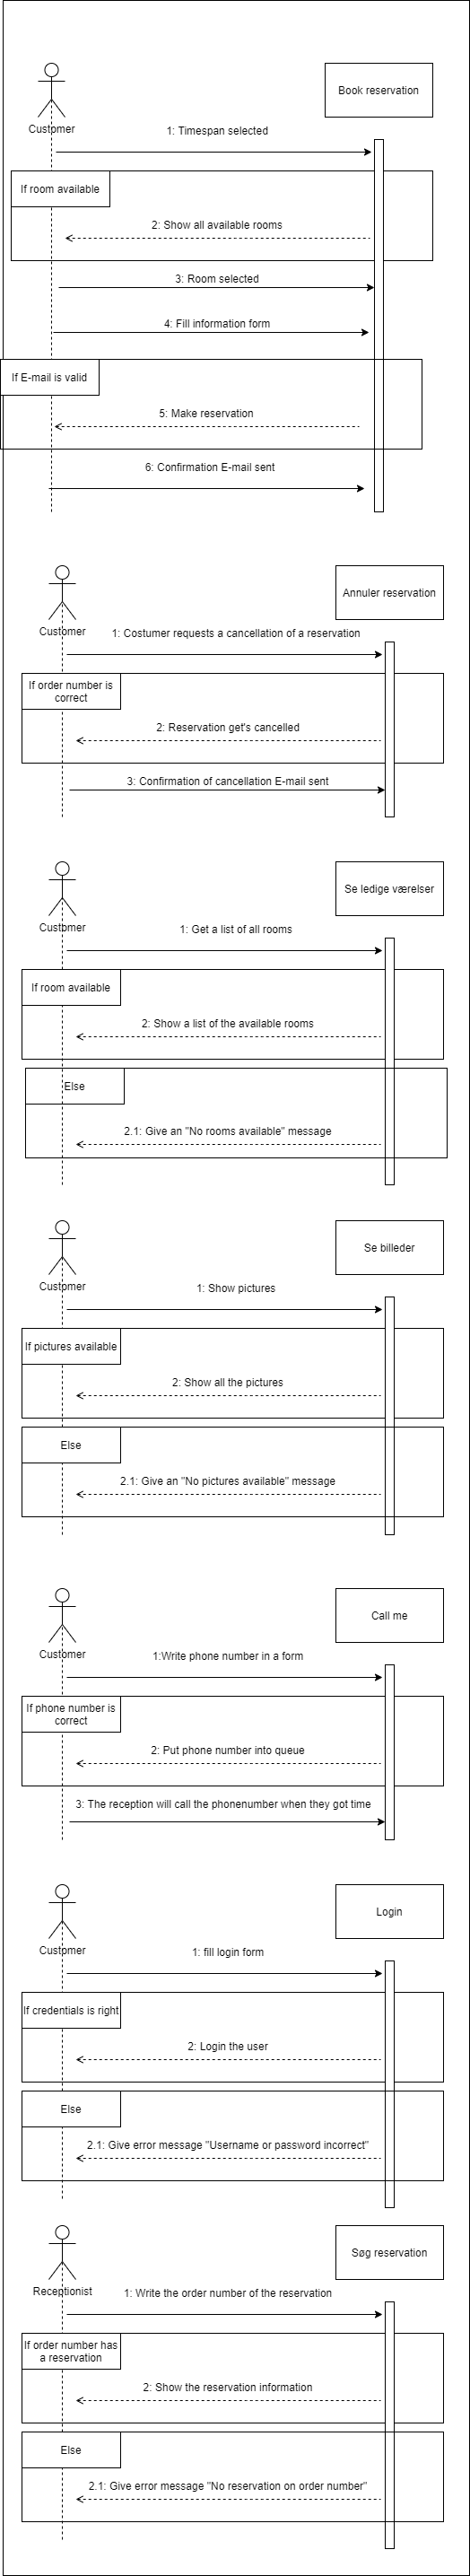 Book reservation
Customer
1: Timespan selected
If room available
2: Show all available rooms
3: Room selected
4: Fill information form
If E-mail is valid
5: Make reservation
6: Confirmation E-mail sent
Annuler reservation
Customer
1: Costumer requests a cancellation of a reservation
If order number is
correct
2: Reservation get's cancelled
3: Confirmation of cancellation E-mail sent
Se ledige værelser
Customer
1: Get a list of all rooms
If room available
2: Show a list of the available rooms
Else
2.1: Give an "No rooms available" message
Se billeder
Customer
1: Show pictures
If pictures available
2: Show all the pictures
Else
2.1: Give an "No pictures available" message
Call me
Customer
1:Write phone number in a form
If phone number is
correct
2: Put phone number into queue
3: The reception will call the phonenumber when they got time
Login
Customer
1: fill login form
If credentials is right
2: Login the user
Else
2.1: Give error message "Username or password incorrect"
Søg reservation
Receptionist
1: Write the order number of the reservation
If order number has
a reservation
2: Show the reservation information
Else
2.1: Give error message "No reservation on order number"